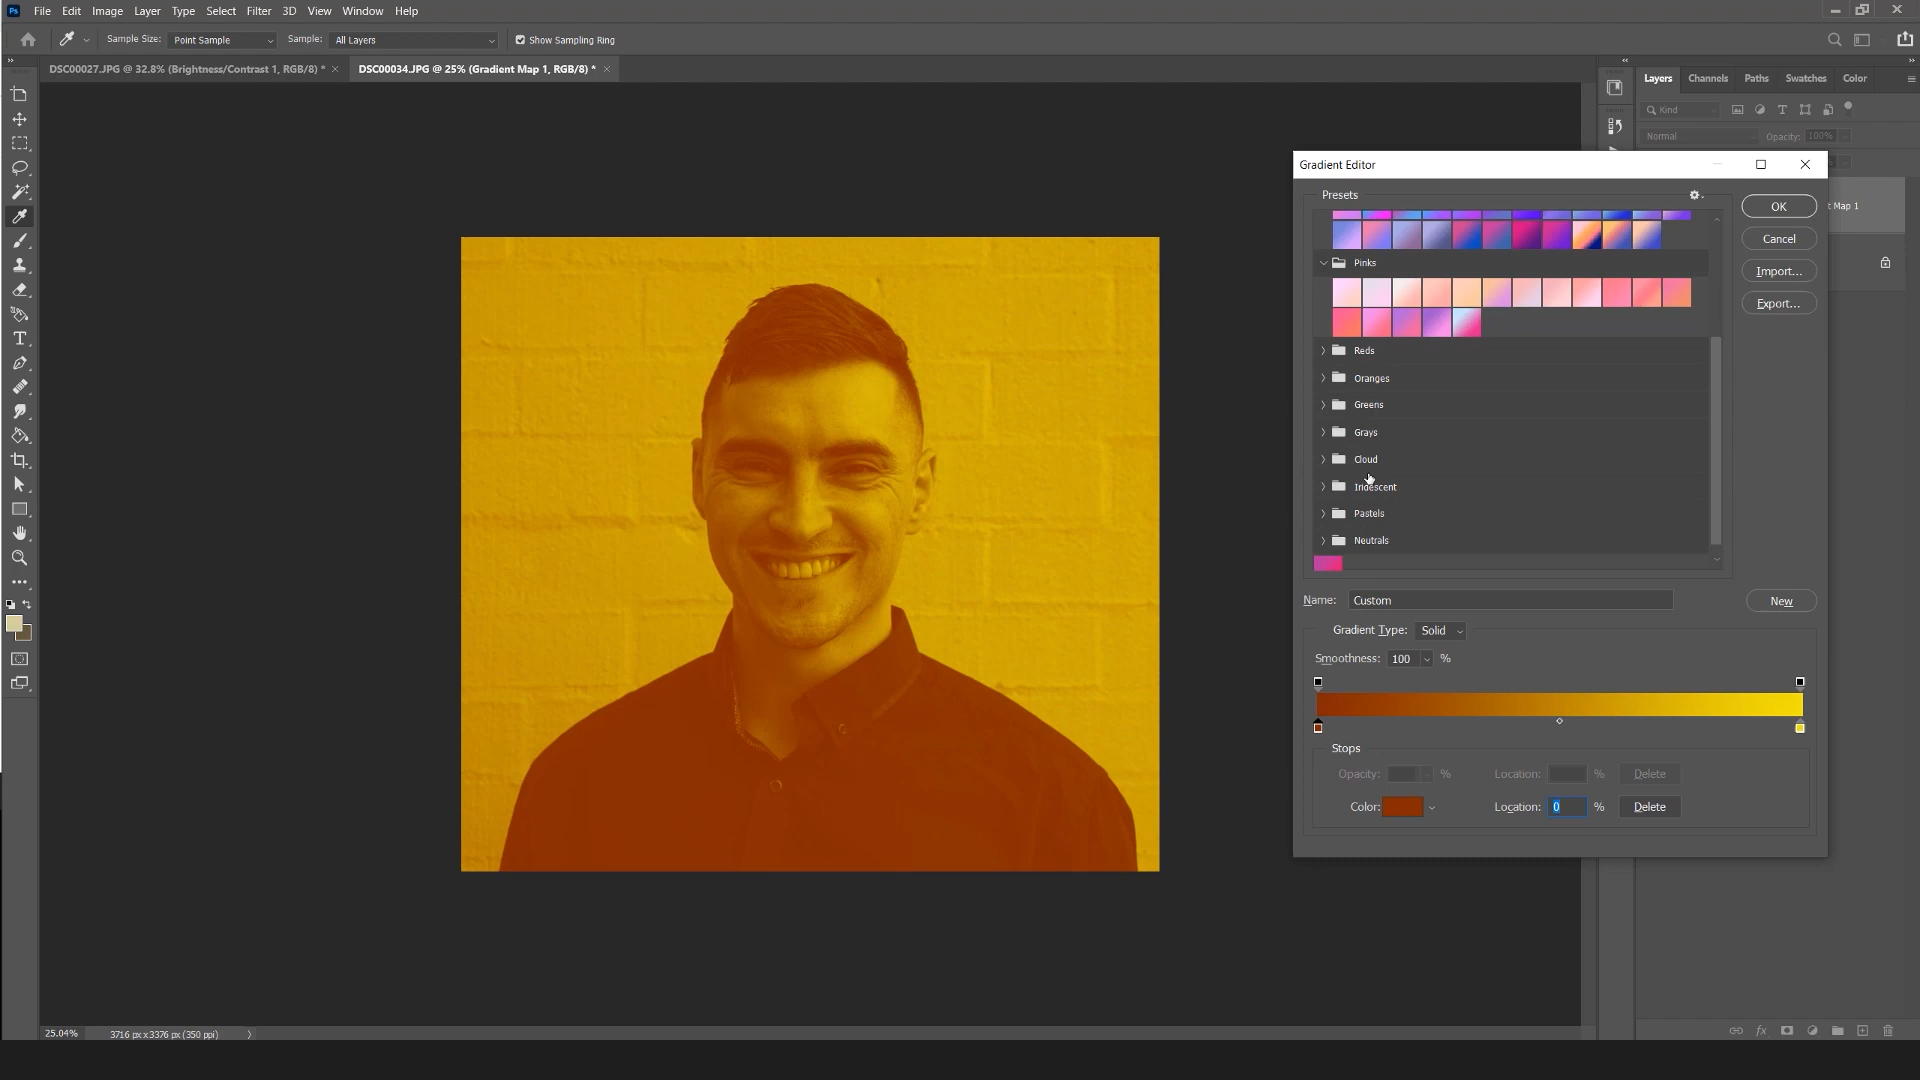 Ps File Edit Image Layer Type Select Filter 3D View Window Help
Sample Size: Point Sample Sample: All Layers Show Sampling Ring
DSC00027.JPG @ 32.8% (Brightness/Contrast 1, RGB/8) * × DSC00034.JPG @ 25% (Gradient Map 1, RGB/8) * ×
Layers Channels Paths Swatches Color
Kind
Normal Opacity: 100%
Gradient Editor
Presets
OK
t Map 1
Cancel
Pinks
Import...
Export...
Reds
Oranges
Greens
Grays
Cloud
Iridescent
Pastels
Neutrals
Name: Custom New
Gradient Type: Solid
Smoothness: 100 %
Stops
Opacity: % Location: % Delete
Color: Location: 0 % Delete
25.04% 3716 px x 3376 px (350 ppi)
fx